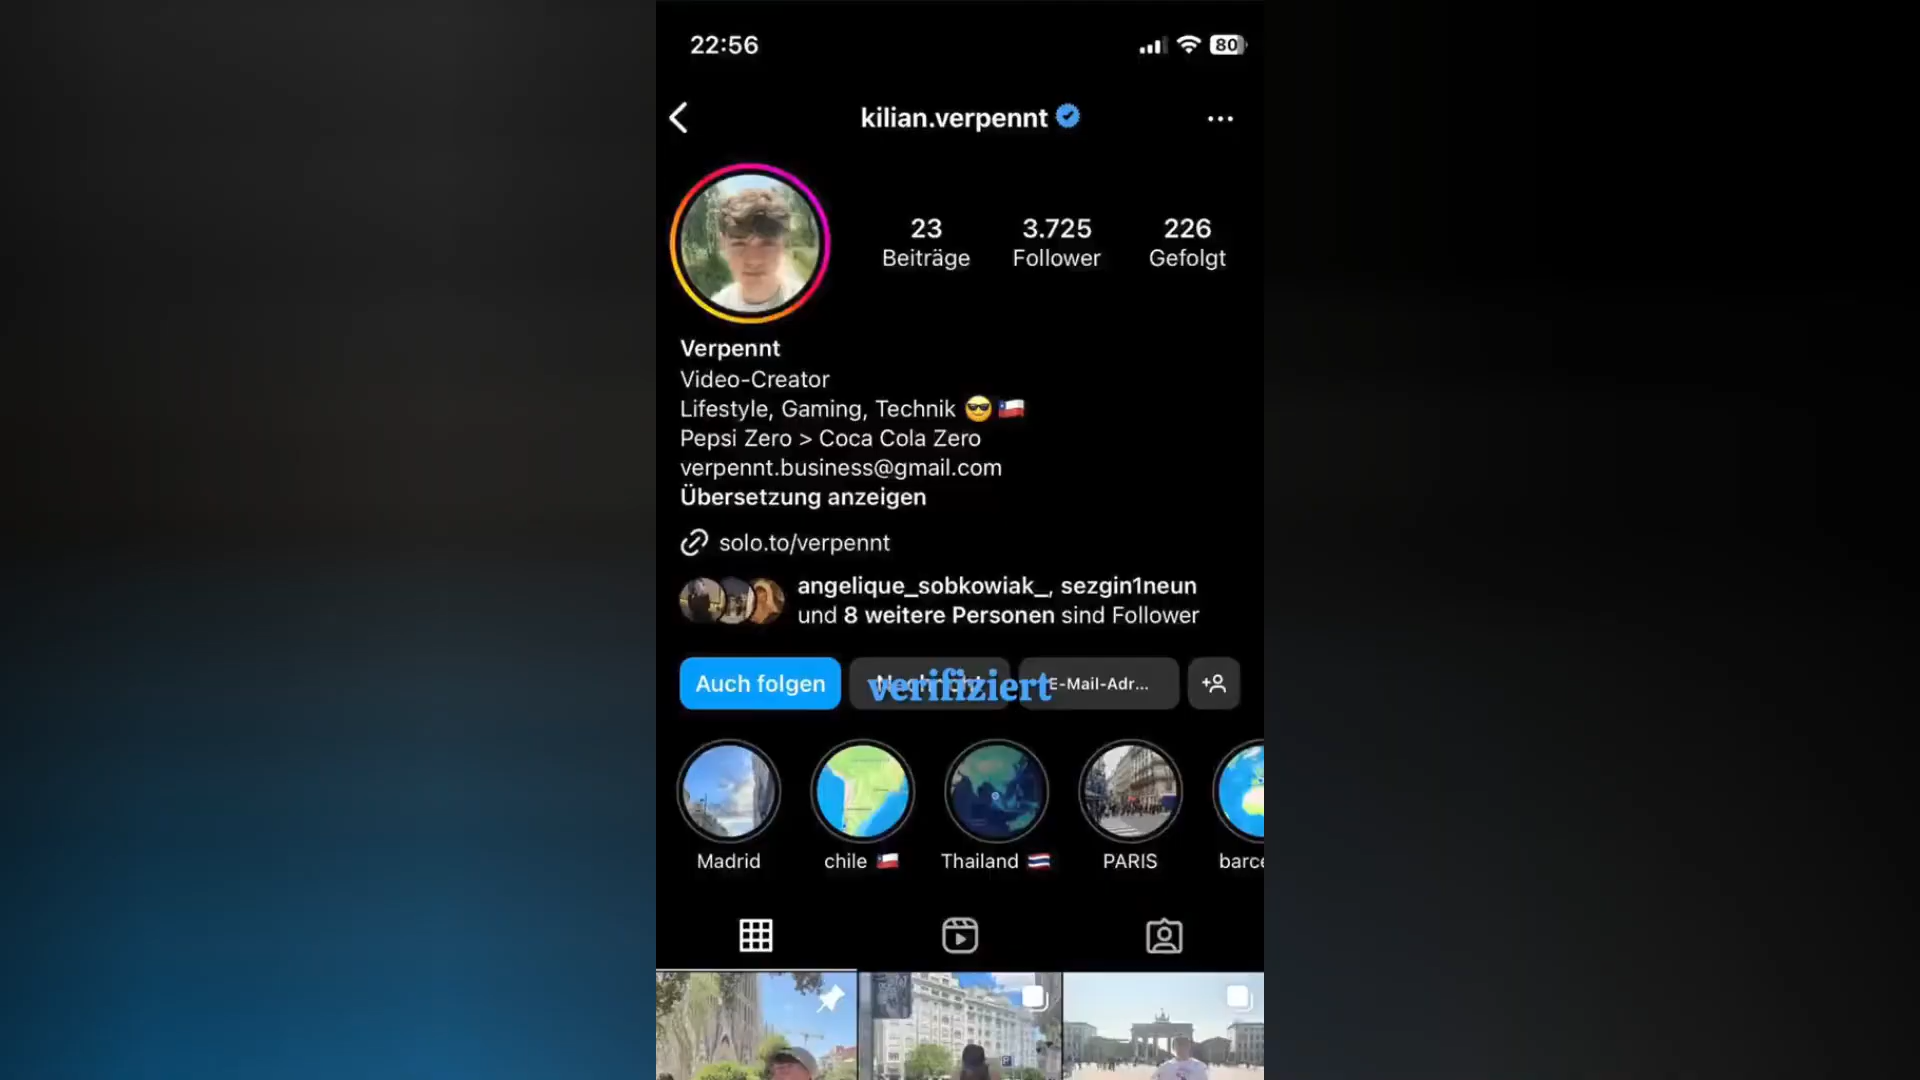 22:56
80
kilian.verpennt
23
3.725
226
Beiträge
Follower
Gefolgt
Verpennt
Video-Creator
Lifestyle, Gaming, Technik 😎🇨🇱
Pepsi Zero > Coca Cola Zero
verpennt.business@gmail.com
Übersetzung anzeigen
solo.to/verpennt
angelique_sobkowiak_, sezgin1neun
und 8 weitere Personen sind Follower
Auch folgen
verifiziert
E-Mail-Adr...
Madrid
chile 🇨🇱
Thailand 🇹🇭
PARIS
barce